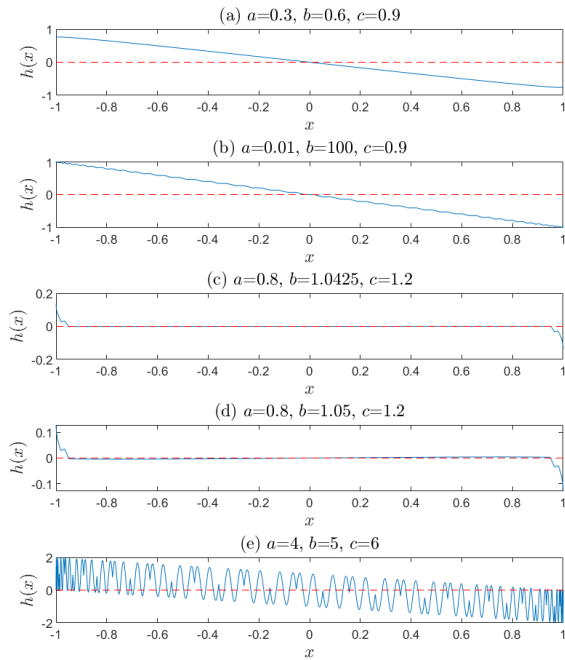 (a) a=0.3, b=0.6, c=0.9
1
0
-1
h(x)
-1 -0.8 -0.6 -0.4 -0.2 0 0.2 0.4 0.6 0.8 1
x
(b) a=0.01, b=100, c=0.9
1
0
-1
h(x)
-1 -0.8 -0.6 -0.4 -0.2 0 0.2 0.4 0.6 0.8 1
x
(c) a=0.8, b=1.0425, c=1.2
0.2
0
-0.2
h(x)
-1 -0.8 -0.6 -0.4 -0.2 0 0.2 0.4 0.6 0.8 1
x
(d) a=0.8, b=1.05, c=1.2
0.1
0
-0.1
h(x)
-1 -0.8 -0.6 -0.4 -0.2 0 0.2 0.4 0.6 0.8 1
x
(e) a=4, b=5, c=6
2
0
-2
h(x)
-1 -0.8 -0.6 -0.4 -0.2 0 0.2 0.4 0.6 0.8 1
x